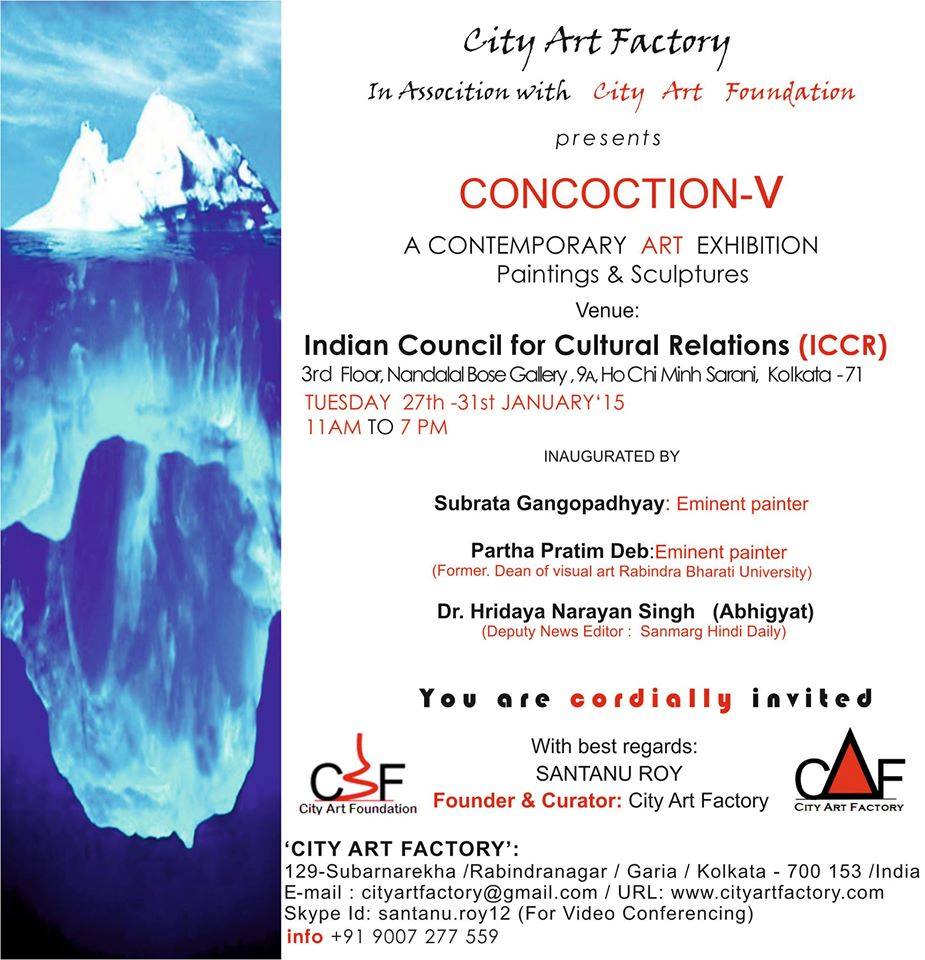 City Art Factory
In Assocition with City Art Foundation
presents
CONCOCTION-V
A CONTEMPORARY ART EXHIBITION
Paintings & Sculptures
Venue:
Indian Council for Cultural Relations (ICCR)
3rd Floor, Nandalal Bose Gallery , 9A, Ho Chi Minh Sarani, Kolkata - 71
TUESDAY 27th -31st JANUARY‘15
11AM TO 7 PM
INAUGURATED BY
Subrata Gangopadhyay: Eminent painter
Partha Pratim Deb:Eminent painter
(Former. Dean of visual art Rabindra Bharati University)
Dr. Hridaya Narayan Singh (Abhigyat)
(Deputy News Editor : Sanmarg Hindi Daily)
You are cordially invited
With best regards:
SANTANU ROY
Founder & Curator: City Art Factory
CF
City Art Foundation
CAF
CITY ART FACTORY
‘CITY ART FACTORY’:
129-Subarnarekha /Rabindranagar / Garia / Kolkata - 700 153 /India
E-mail : cityartfactory@gmail.com / URL: www.cityartfactory.com
Skype Id: santanu.roy12 (For Video Conferencing)
info +91 9007 277 559